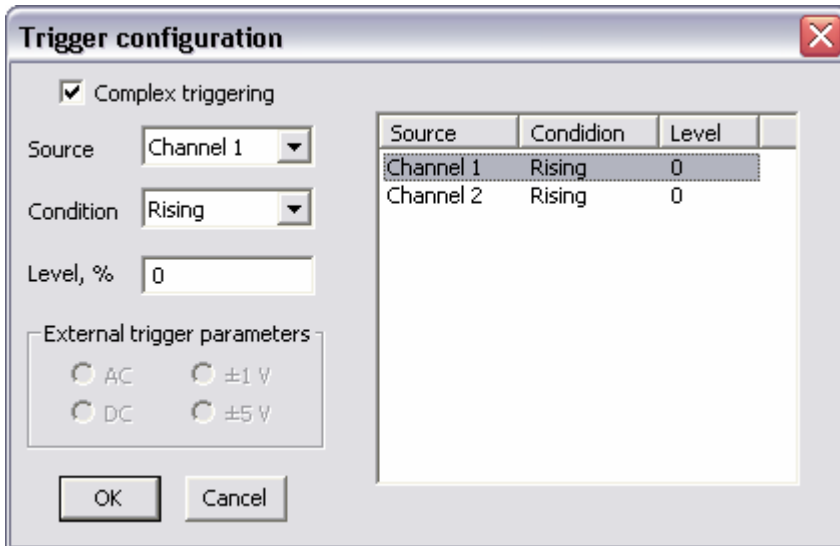 Trigger configuration
Complex triggering
Source Channel 1
Condition Rising
Level, % 0
External trigger parameters
AC ±1 V
DC ±5 V
OK Cancel
Source Condidion Level
Channel 1 Rising 0
Channel 2 Rising 0